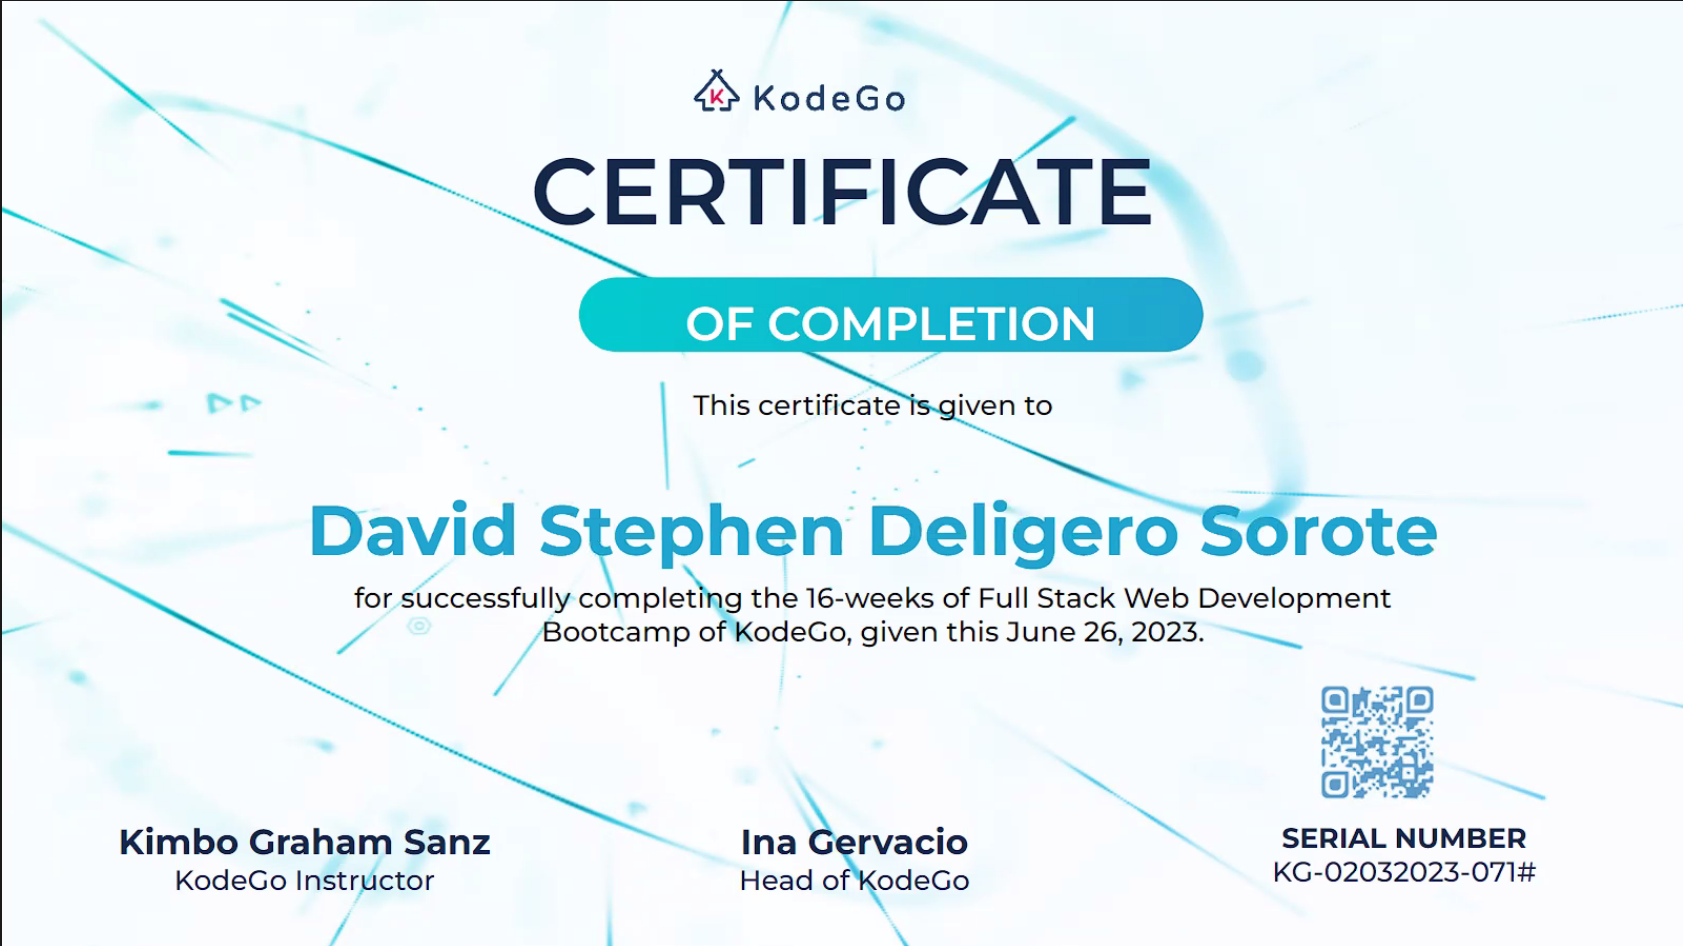 KodeGo
CERTIFICATE
OF COMPLETION
This certificate is given to
David Stephen Deligero Sorote
for successfully completing the 16-weeks of Full Stack Web Development
Bootcamp of KodeGo, given this June 26, 2023.
Kimbo Graham Sanz
KodeGo Instructor
Ina Gervacio
Head of KodeGo
SERIAL NUMBER
KG-02032023-071#